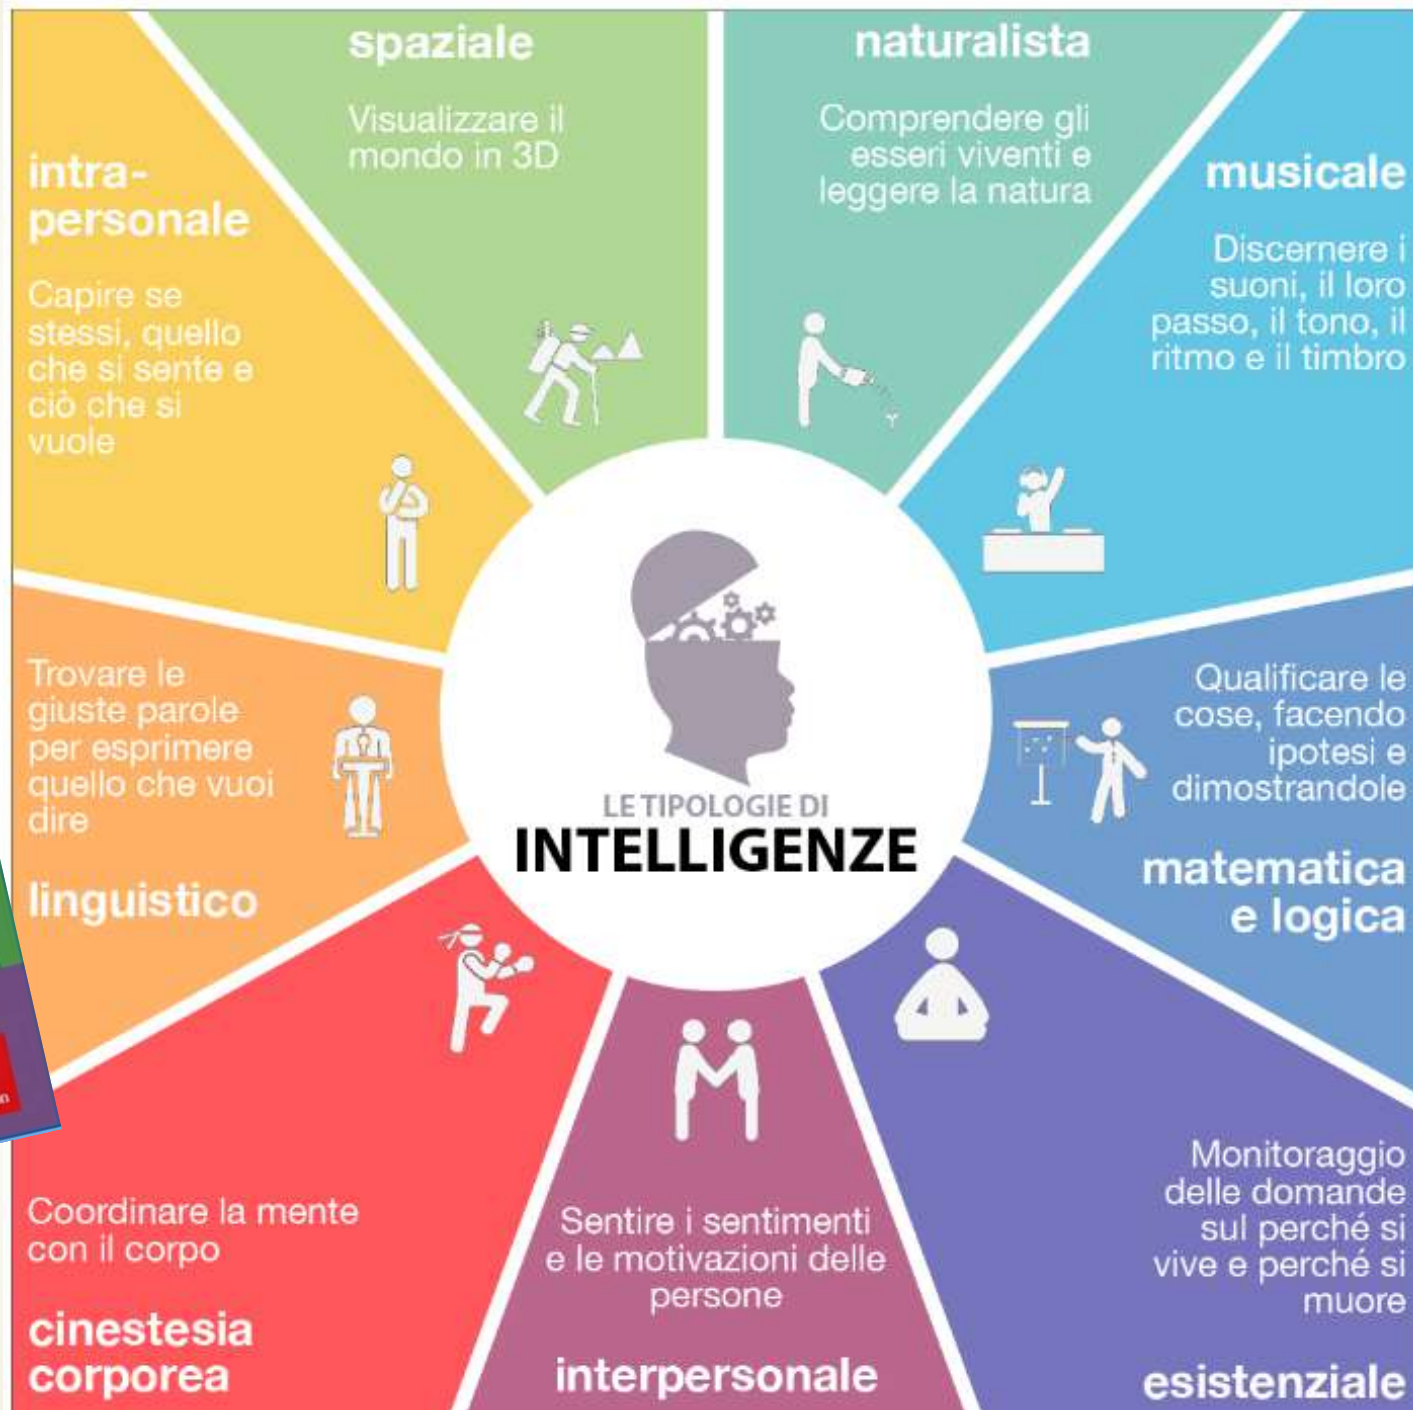 spaziale
Visualizzare il
mondo in 3D
naturalista
Comprendere gli
esseri viventi e
leggere la natura
musicale
Discernere i
suoni, il loro
passo, il tono, il
ritmo e il timbro
Qualificare le
cose, facendo
ipotesi e
dimostrandole
matematica
e logica
Monitoraggio
delle domande
sul perché si
vive e perché si
muore
esistenziale
Sentire i sentimenti
e le motivazioni delle
persone
interpersonale
Coordinare la mente
con il corpo
cinestesia
corporea
Trovare le
giuste parole
per esprimere
quello che vuoi
dire
linguistico
intra-
personale
Capire se
stessi, quello
che si sente e
ciò che si
vuole
LE TIPOLOGIE DI
INTELLIGENZE